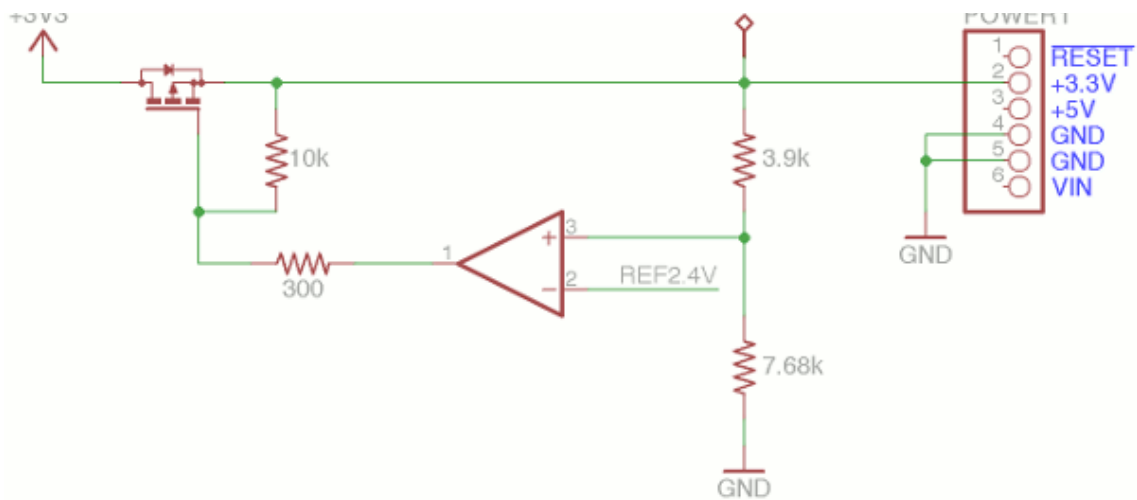 +3V3
POWER1
1
RESET
2
+3.3V
3
+5V
4
GND
5
GND
6
VIN
10k
3.9k
3
1
2
REF2.4V
300
GND
7.68k
GND